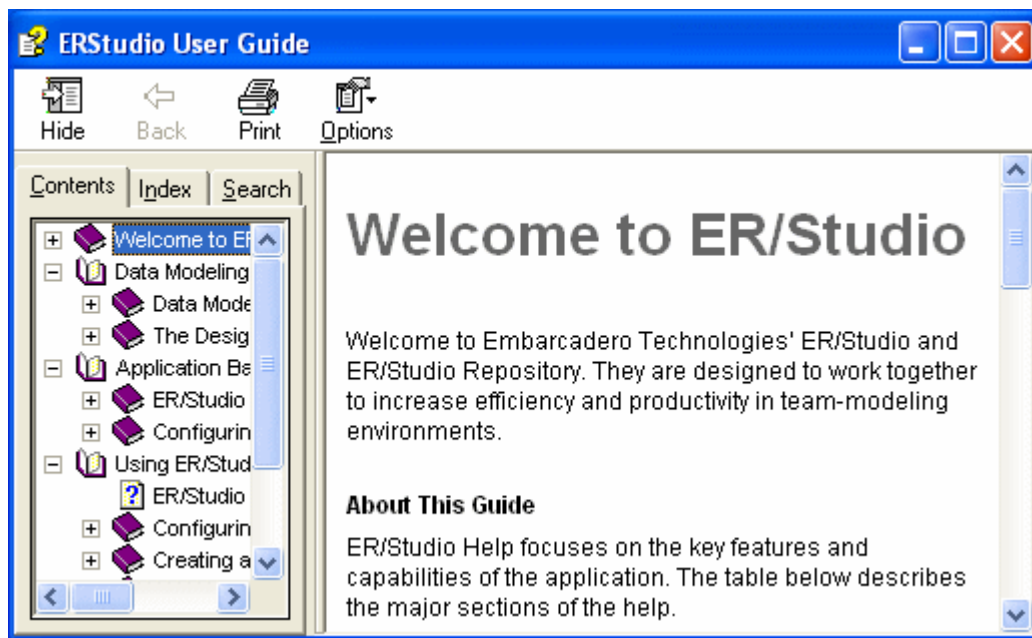 ERStudio User Guide
Hide Back Print Options
Contents Index Search
Welcome to ER
Data Modeling
Data Mode
The Desig
Application Ba
ER/Studio
Configurin
Using ER/Stud
ER/Studio
Configurin
Creating a
Welcome to ER/Studio
Welcome to Embarcadero Technologies' ER/Studio and
ER/Studio Repository. They are designed to work together
to increase efficiency and productivity in team-modeling
environments.
About This Guide
ER/Studio Help focuses on the key features and
capabilities of the application. The table below describes
the major sections of the help.